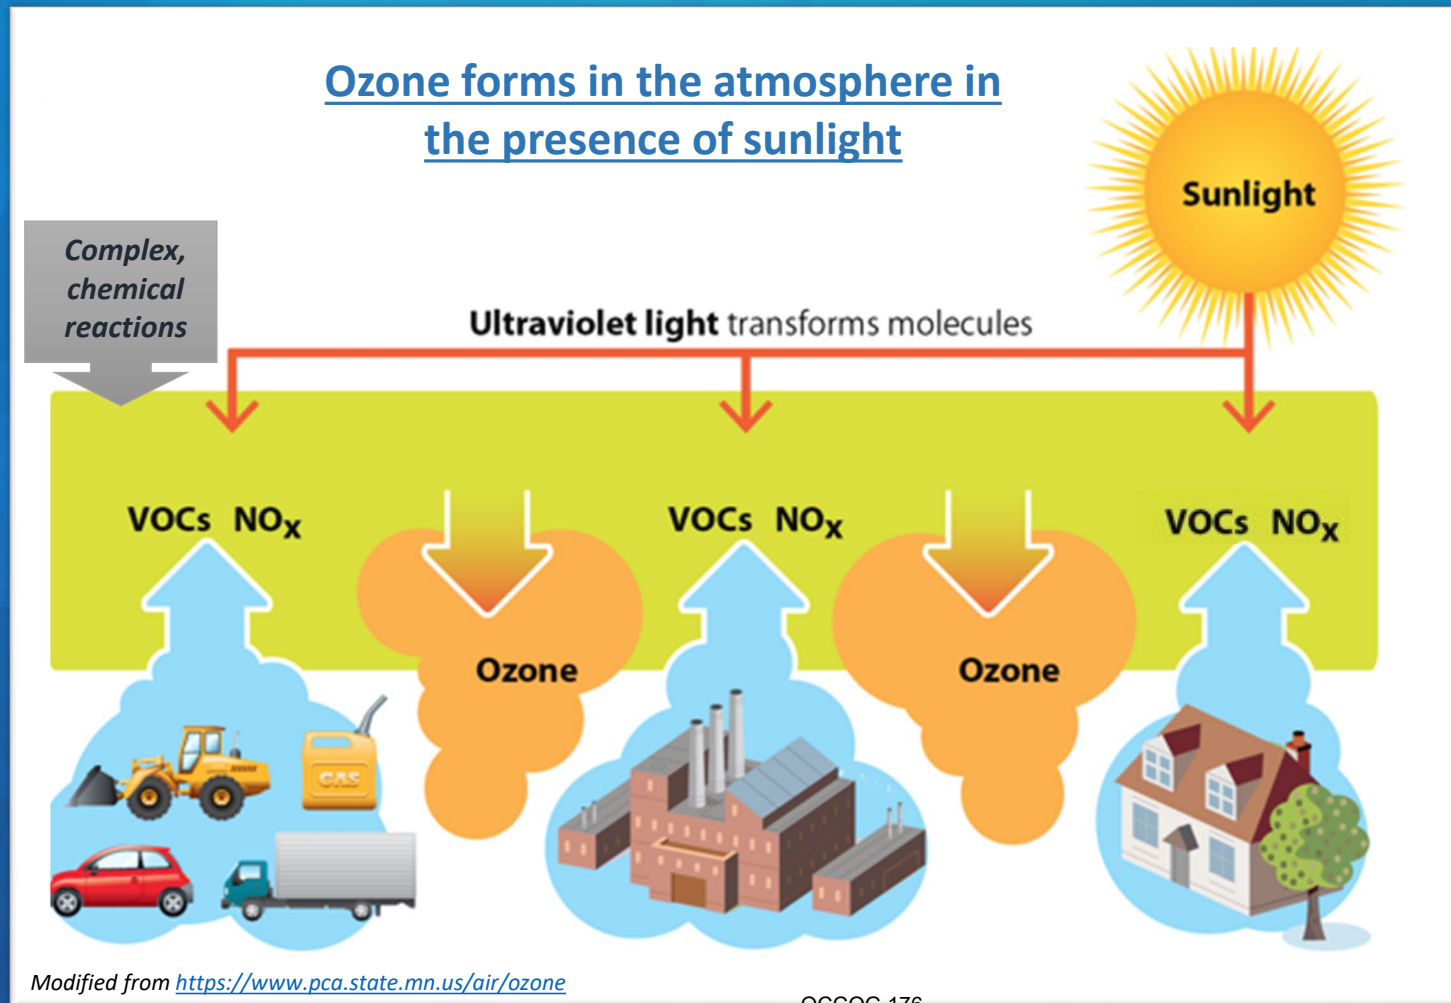 Ozone forms in the atmosphere in
the presence of sunlight
Sunlight
Complex,
chemical
reactions
Ultraviolet light transforms molecules
VOCs NOx
VOCs NOx
VOCs NOx
Ozone
Ozone
GAS
Modified from https://www.pca.state.mn.us/air/ozone